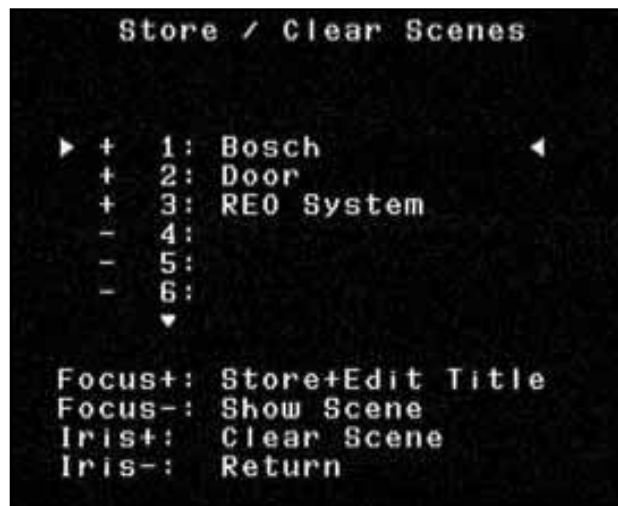 Store / Clear Scenes
▶ + 1: Bosch ◀
+ 2: Door
+ 3: REO System
- 4:
- 5:
- 6:
▼
Focus+: Store+Edit Title
Focus-: Show Scene
Iris+: Clear Scene
Iris-: Return